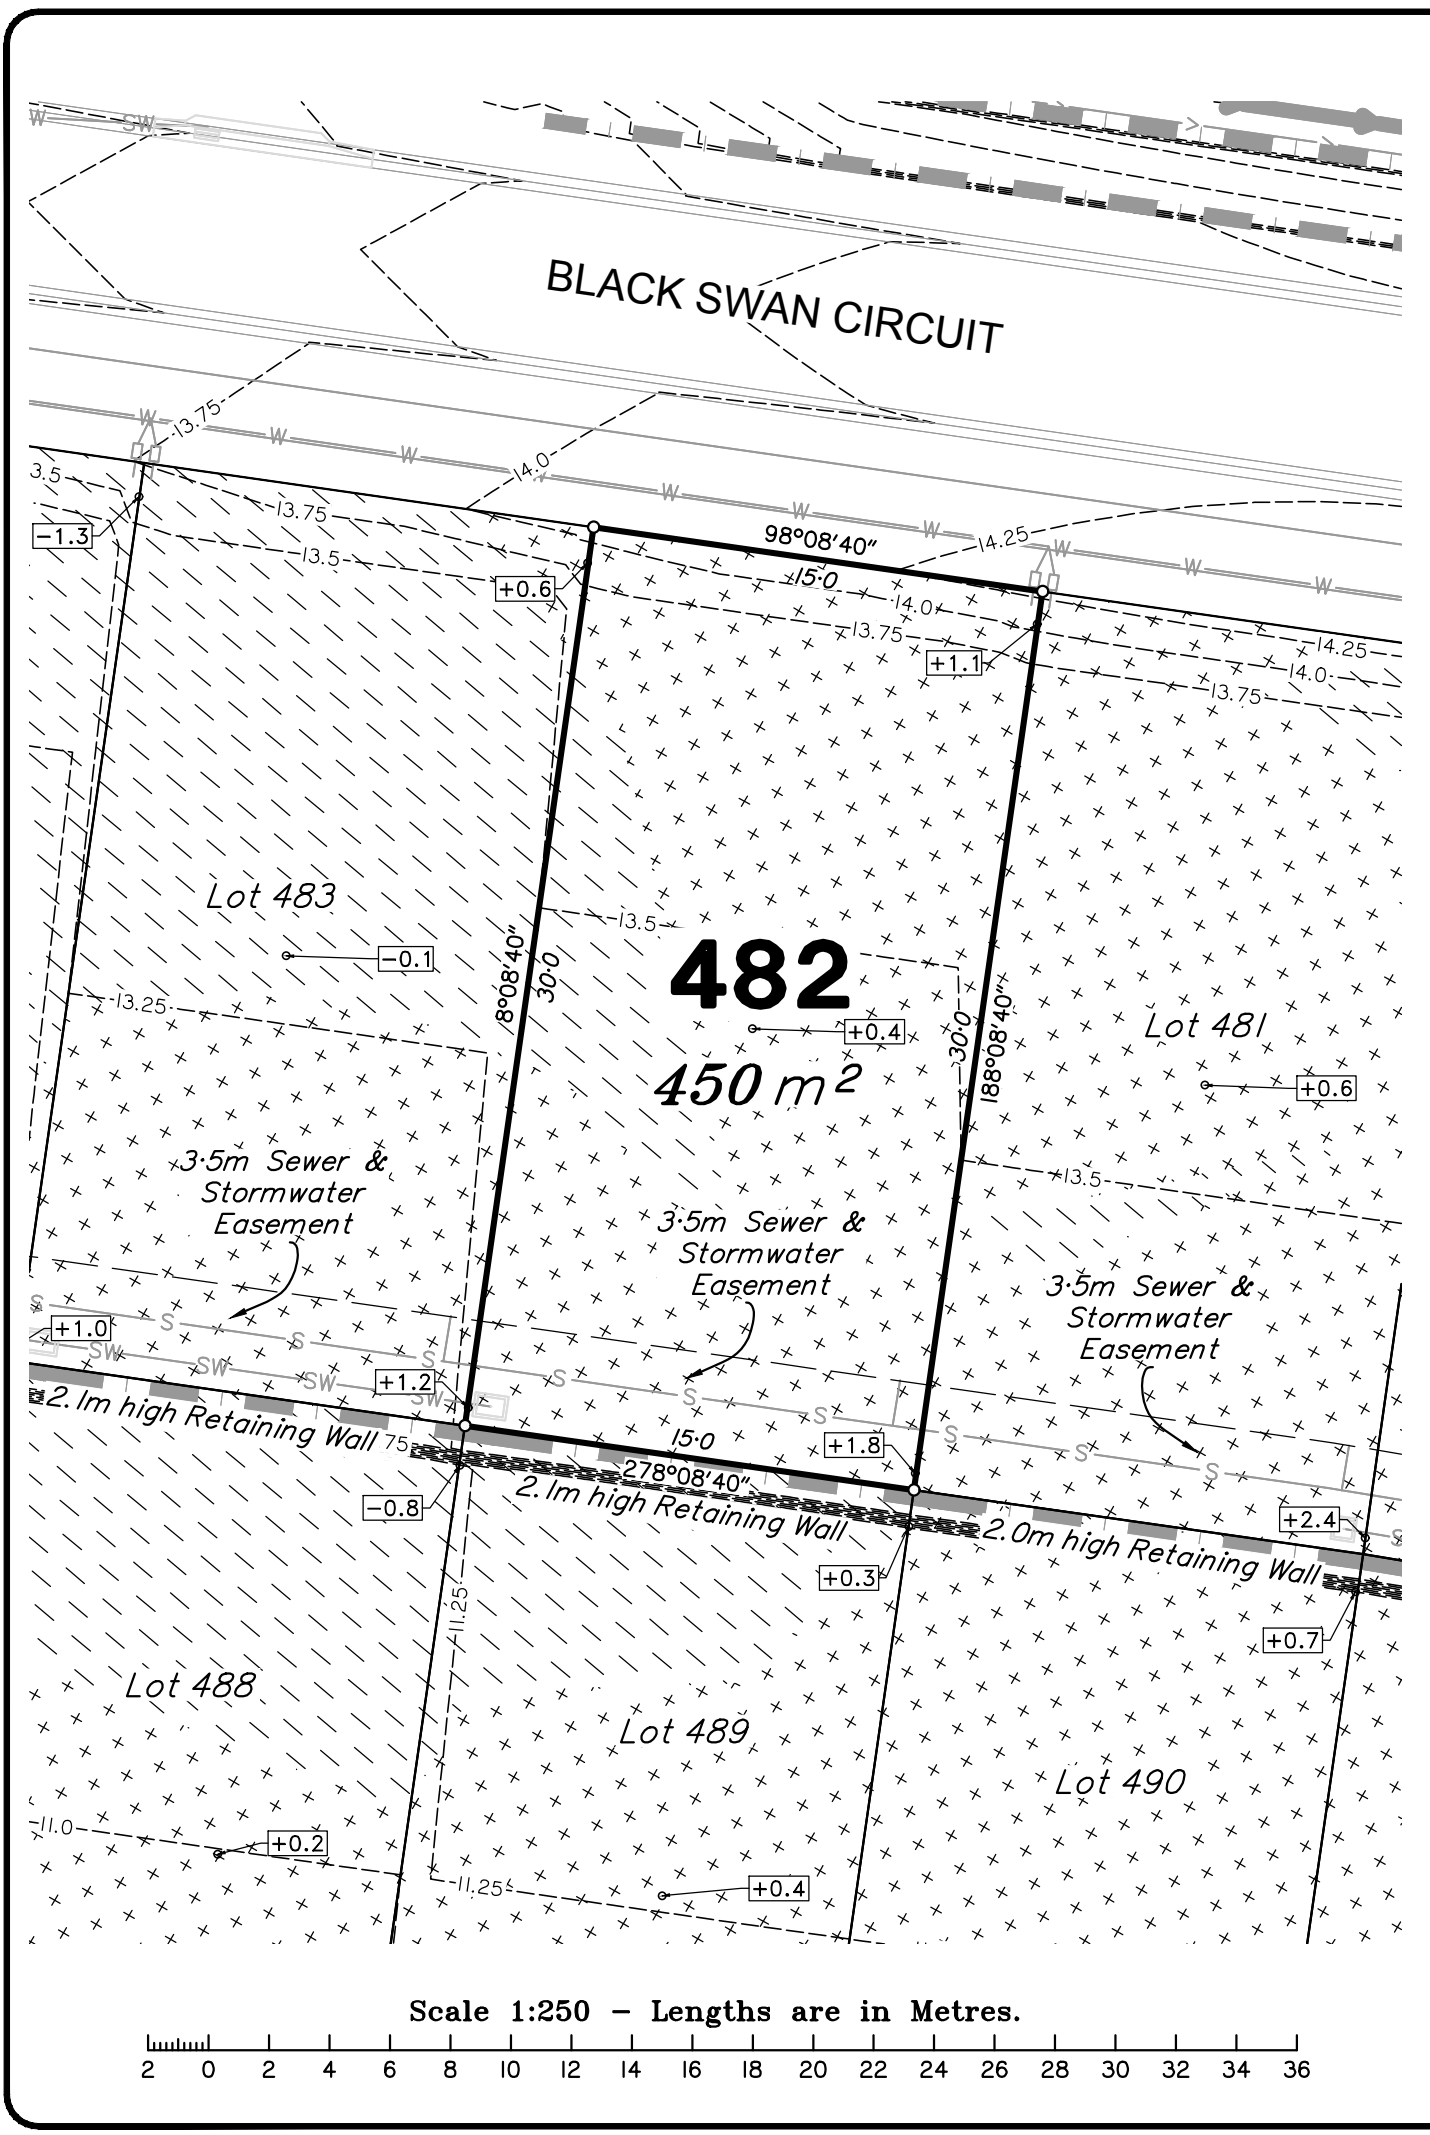 W
SW
BLACK SWAN CIRCUIT
13.75
W
W
W
14.0
W
W
W
W
W
W
W
3.5
-1.3
13.75
13.5
98°08'40"
15·0
14.25
+0.6
14.0
13.75
+1.1
14.25
14.0
13.75
Lot 483
-0.1
13.25
8°08'40"
30·0
13.5
482
+0.4
450 m²
30·0
188°08'40"
Lot 481
+0.6
13.5
3·5m Sewer &
Stormwater
Easement
3·5m Sewer &
Stormwater
Easement
3·5m Sewer &
Stormwater
Easement
S
S
S
S
S
S
S
S
S
S
S
+1.0
SW
SW
SW
SW
+1.2
2.1m high Retaining Wall
75
15·0
278°08'40"
+1.8
2.1m high Retaining Wall
-0.8
+0.3
2.0m high Retaining Wall
+2.4
+0.7
11.25
Lot 488
Lot 489
Lot 490
11.0
+0.2
11.25
+0.4
Scale 1:250 - Lengths are in Metres.
2 0 2 4 6 8 10 12 14 16 18 20 22 24 26 28 30 32 34 36